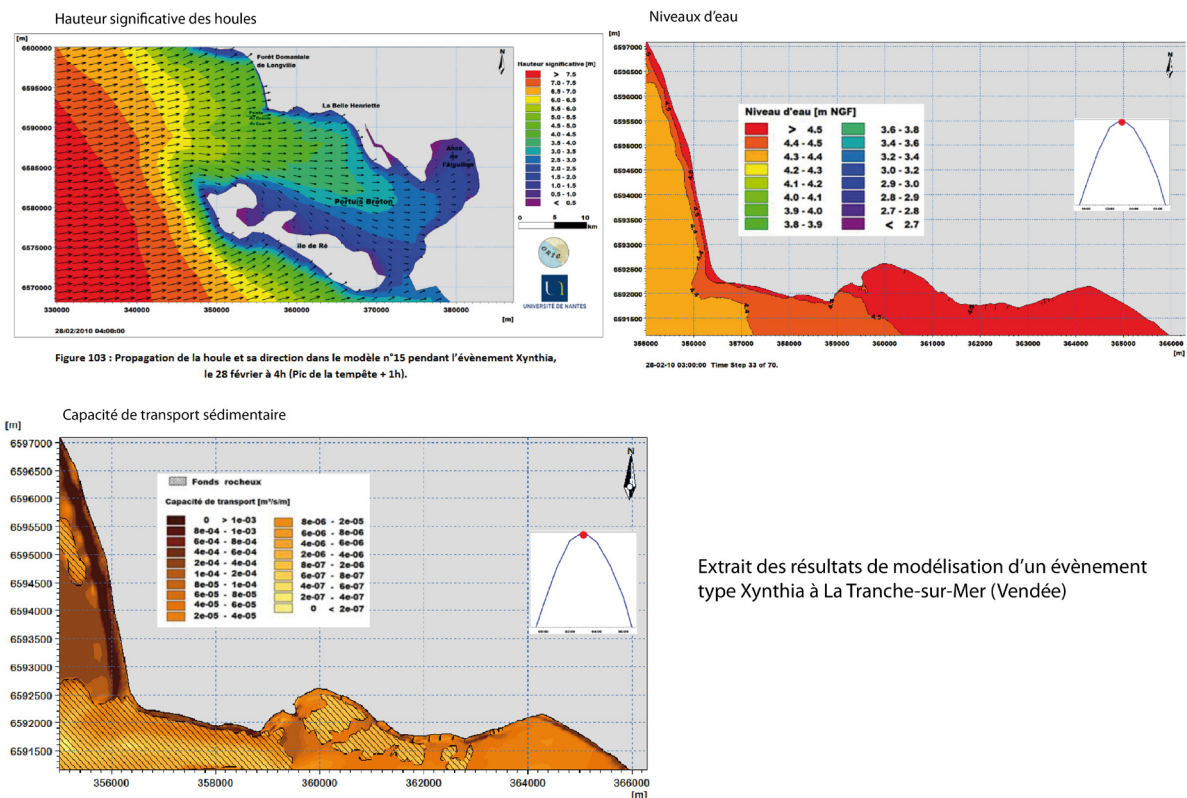 Hauteur significative des houles
[m]
6600000
6595000
6590000
6585000
6580000
6575000
6570000
330000 340000 350000 360000 370000 380000
[m]
Forêt Domaniale
de Longville
La Belle Henriette
Anse
de
l'Aiguillon
Pertuis Breton
Ile de Ré
N
Hauteur significative [m]
> 7.5
7.0 - 7.5
6.5 - 7.0
6.0 - 6.5
5.5 - 6.0
5.0 - 5.5
4.5 - 5.0
4.0 - 4.5
3.5 - 4.0
3.0 - 3.5
2.5 - 3.0
2.0 - 2.5
1.5 - 2.0
1.0 - 1.5
0.5 - 1.0
< 0.5
0 5 10
km
UNIVERSITÉ DE NANTES
28/02/2010 04:00:00
Figure 103 : Propagation de la houle et sa direction dans le modèle n°15 pendant l'évènement Xynthia,
le 28 février à 4h (Pic de la tempête + 1h).
Niveaux d'eau
[m]
6597000
6596500
6596000
6595500
6595000
6594500
6594000
6593500
6593000
6592500
6592000
6591500
Niveau d'eau [m NGF]
> 4.5
4.4 - 4.5
4.3 - 4.4
4.2 - 4.3
4.1 - 4.2
4.0 - 4.1
3.9 - 4.0
3.8 - 3.9
3.6 - 3.8
3.4 - 3.6
3.2 - 3.4
3.0 - 3.2
2.9 - 3.0
2.8 - 2.9
2.7 - 2.8
< 2.7
356000 357000 358000 359000 360000 361000 362000 363000 364000 365000 366000
[m]
28-02-10 03:00:00 Time Step 33 of 70.
Capacité de transport sédimentaire
[m]
6597000
6596500
6596000
6595500
6595000
6594500
6594000
6593500
6593000
6592500
6592000
6591500
Fonds rocheux
Capacité de transport [m³/s/m]
0 > 1e-03
8e-04 - 1e-03
6e-04 - 8e-04
4e-04 - 6e-04
2e-04 - 4e-04
1e-04 - 2e-04
8e-05 - 1e-04
6e-05 - 8e-05
4e-05 - 6e-05
2e-05 - 4e-05
8e-06 - 2e-05
6e-06 - 8e-06
4e-06 - 6e-06
2e-06 - 4e-06
8e-07 - 2e-06
6e-07 - 8e-07
4e-07 - 6e-07
2e-07 - 4e-07
0 < 2e-07
N
356000 358000 360000 362000 364000 366000
[m]
Extrait des résultats de modélisation d'un évènement
type Xynthia à La Tranche-sur-Mer (Vendée)